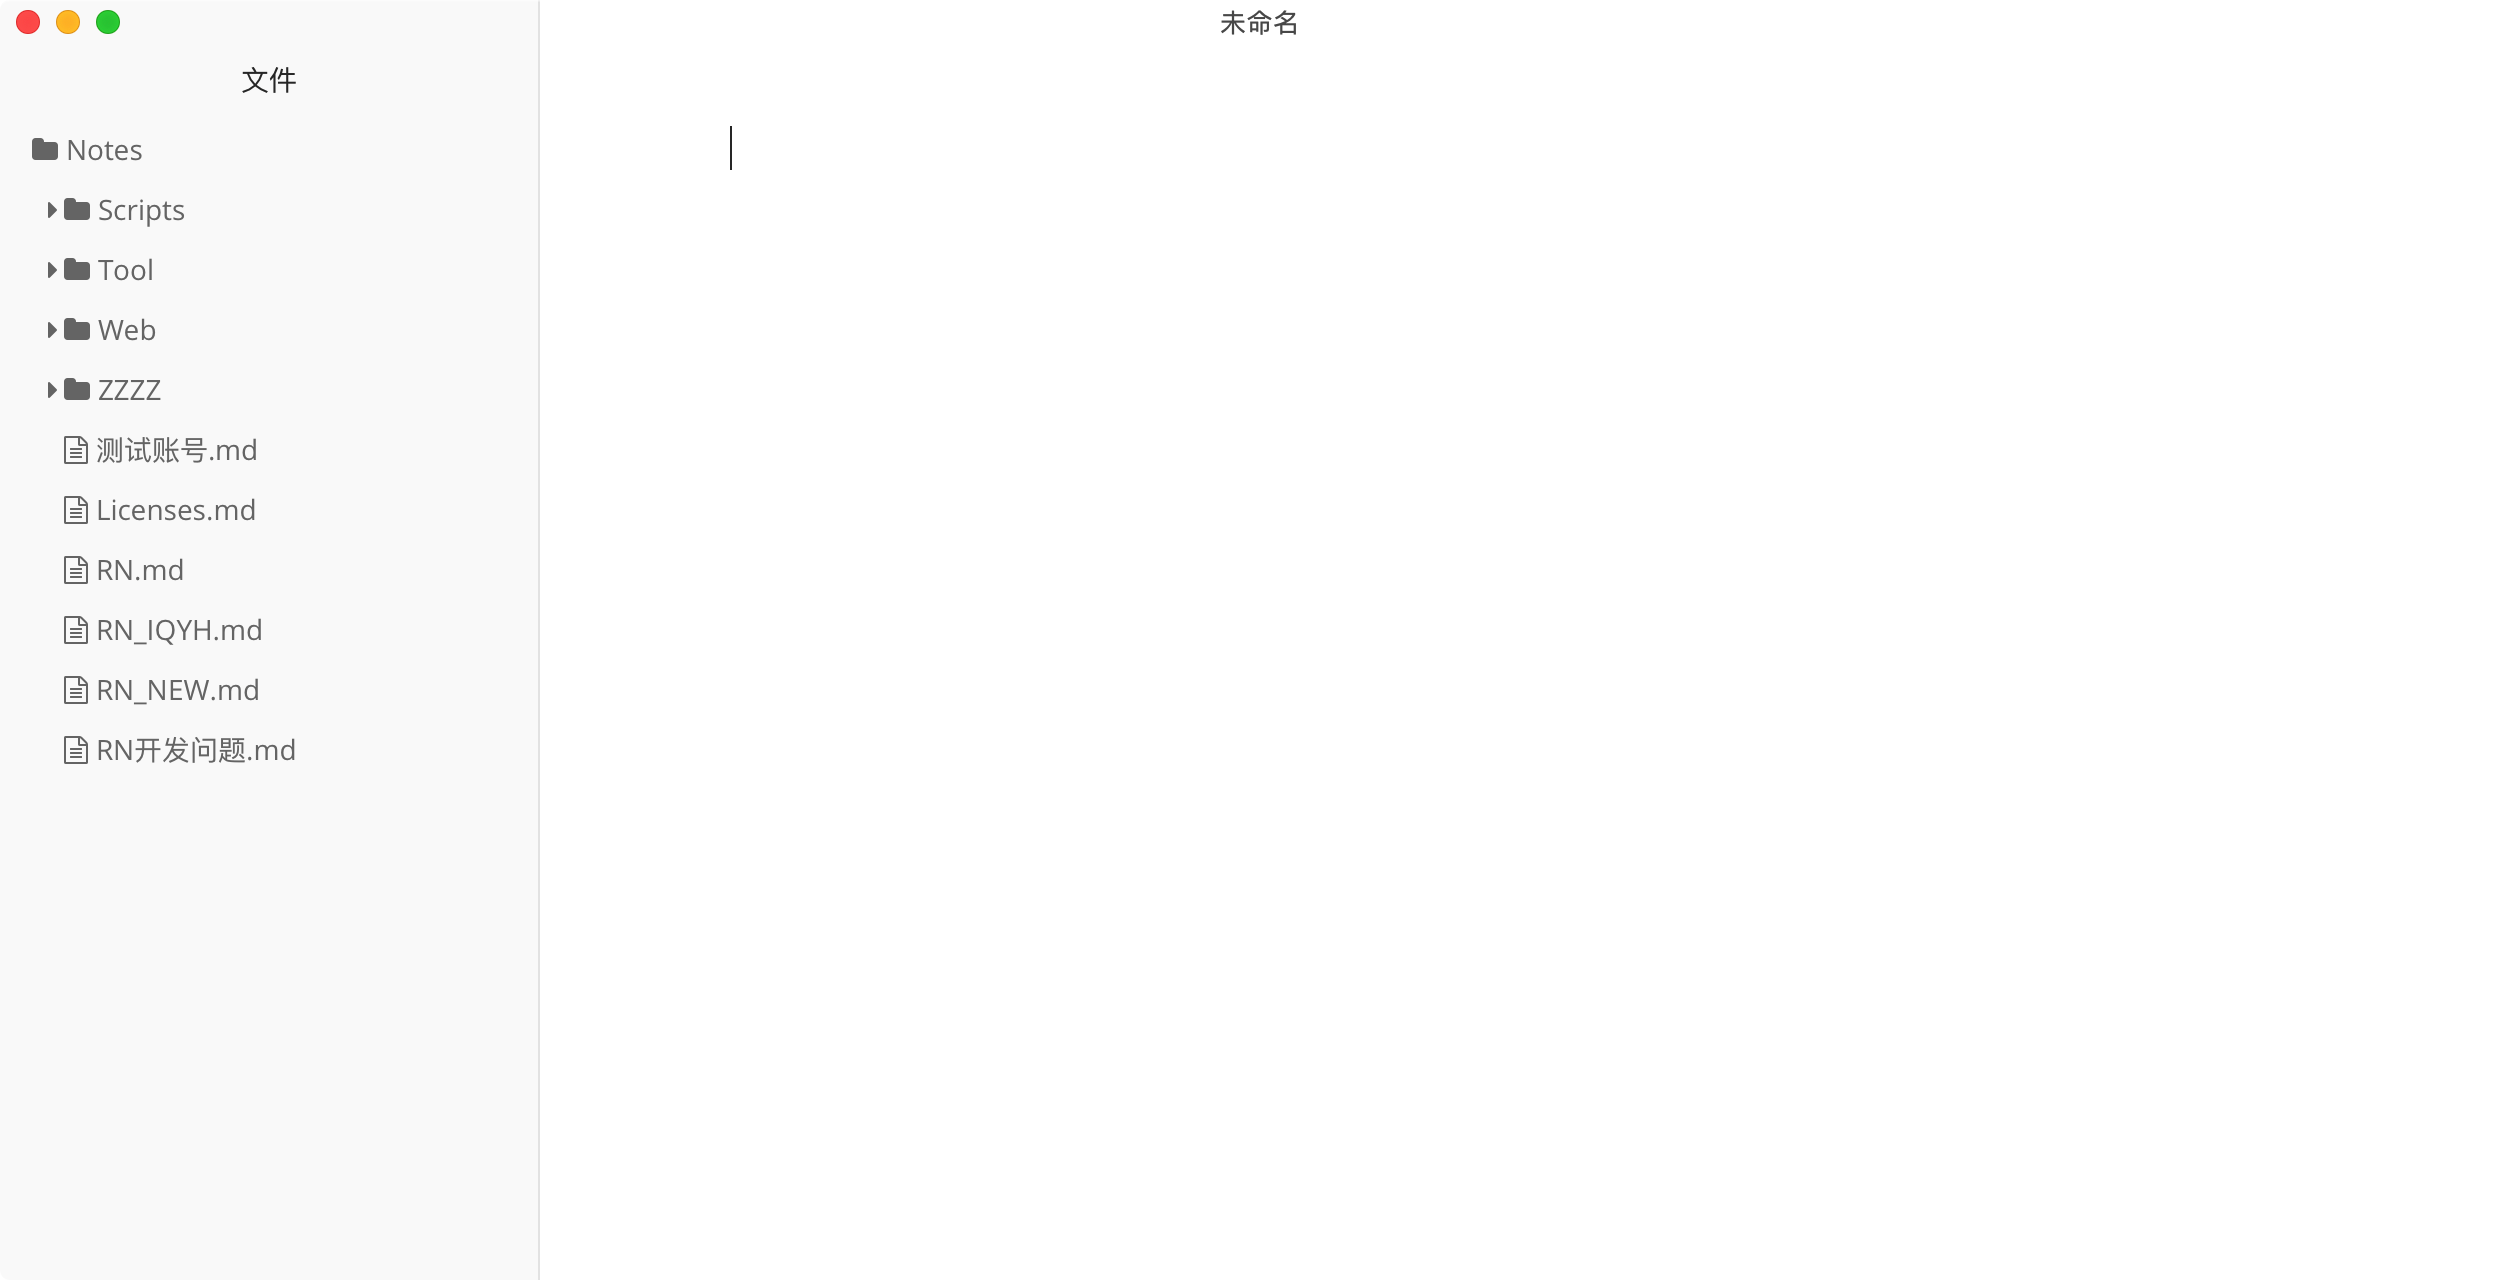 未命名
文件
Notes
Scripts
Tool
Web
ZZZZ
测试账号.md
Licenses.md
RN.md
RN_IQYH.md
RN_NEW.md
RN开发问题.md